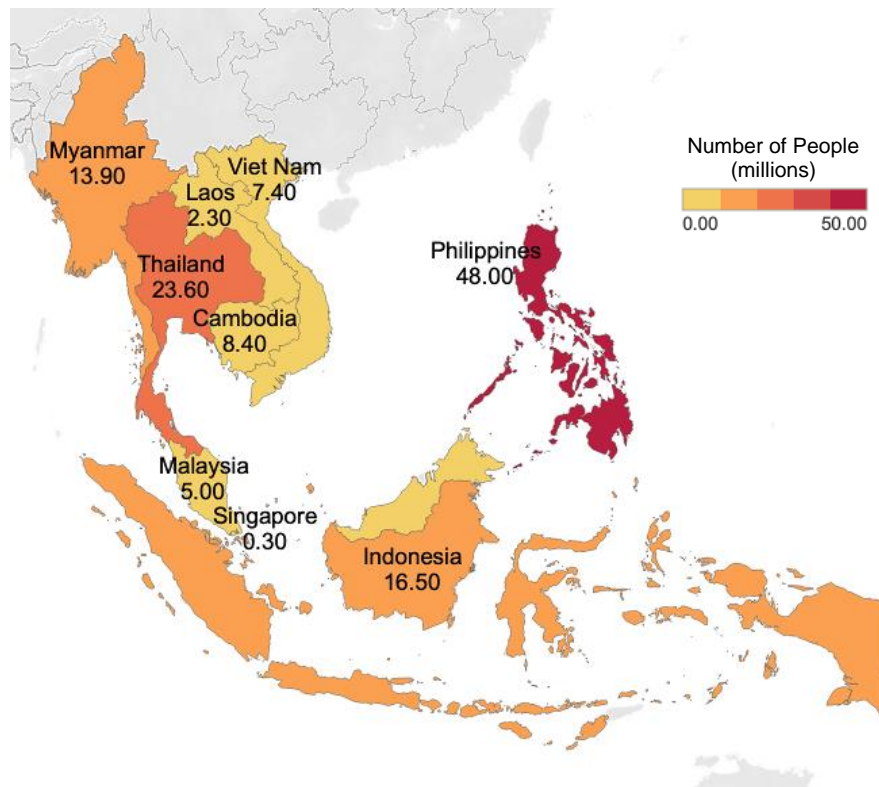 Myanmar
13.90
Viet Nam
7.40
Laos
2.30
Number of People
(millions)
0.00
50.00
Thailand
23.60
Philippines
48.00
Cambodia
8.40
Malaysia
5.00
Singapore
0.30
Indonesia
16.50